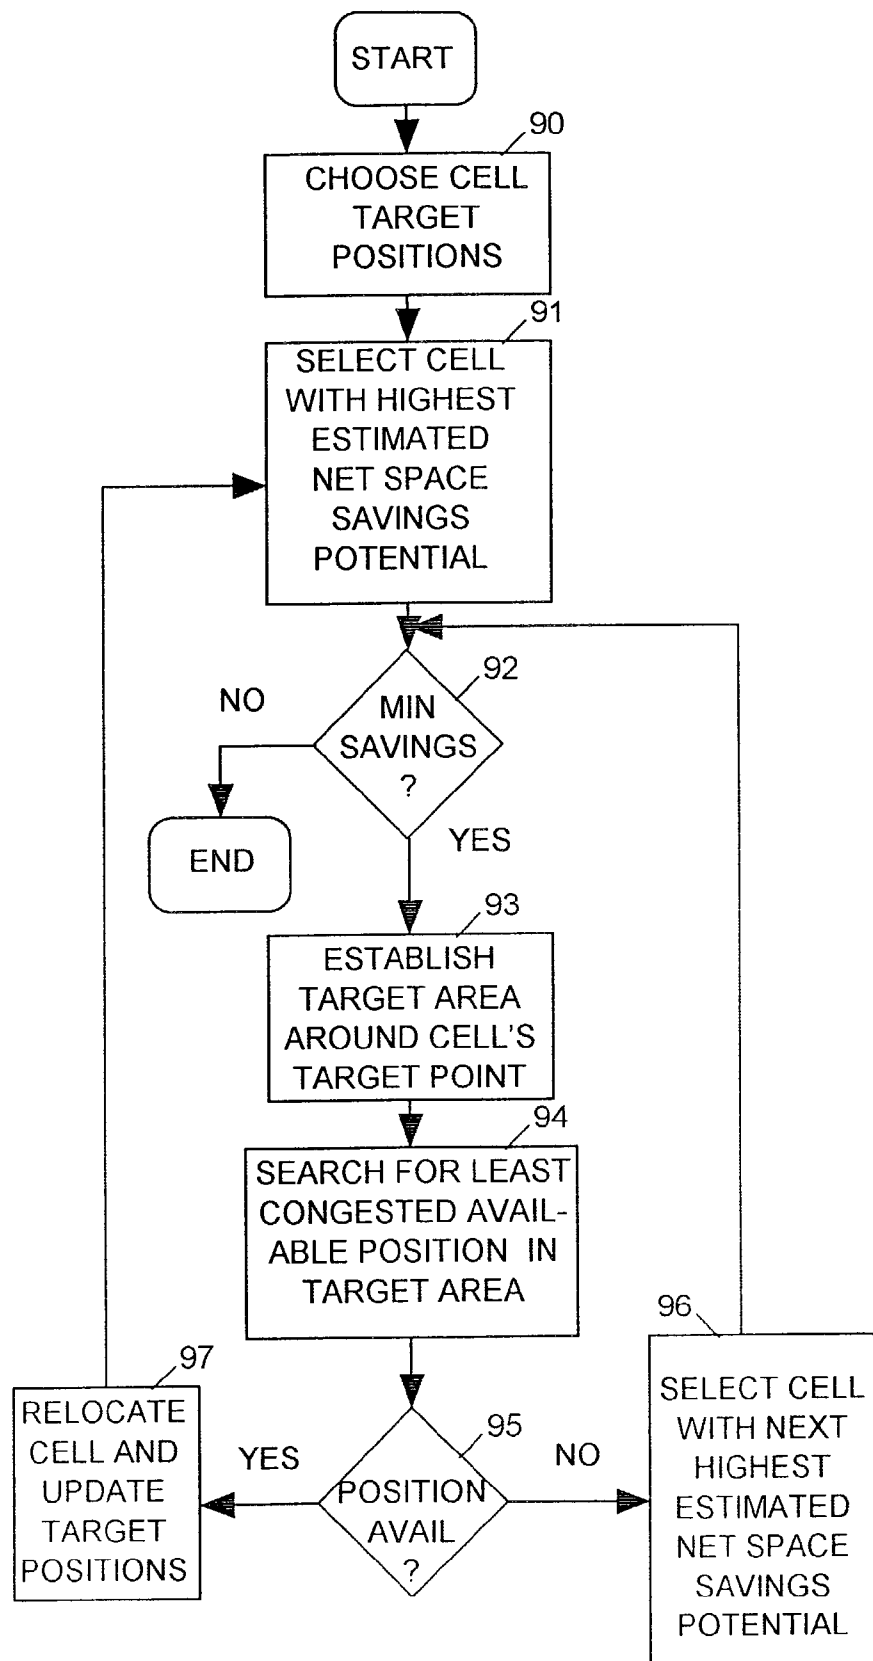 START
90
CHOOSE CELL
TARGET
POSITIONS
91
SELECT CELL
WITH HIGHEST
ESTIMATED
NET SPACE
SAVINGS
POTENTIAL
92
NO
MIN
SAVINGS
?
YES
END
93
ESTABLISH
TARGET AREA
AROUND CELL'S
TARGET POINT
94
SEARCH FOR LEAST
CONGESTED AVAIL-
ABLE POSITION IN
TARGET AREA
95
POSITION
AVAIL
?
YES
NO
97
RELOCATE
CELL AND
UPDATE
TARGET
POSITIONS
96
SELECT CELL
WITH NEXT
HIGHEST
ESTIMATED
NET SPACE
SAVINGS
POTENTIAL